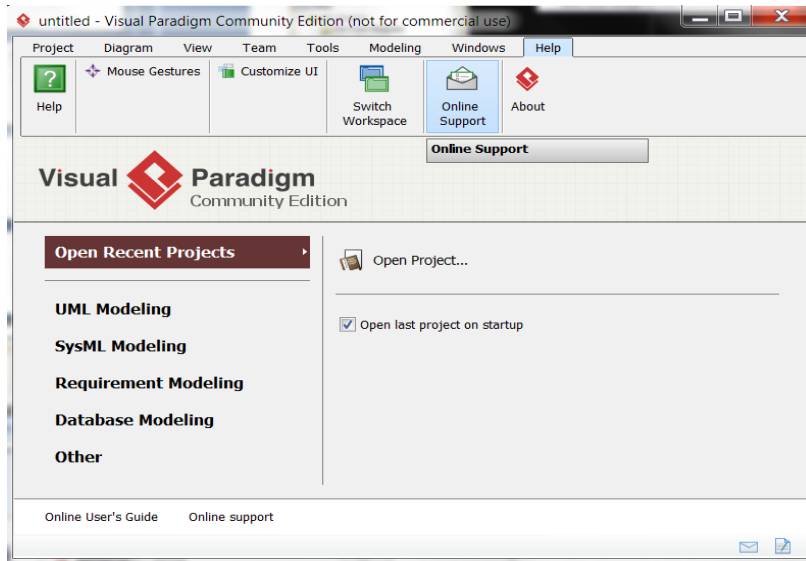 untitled - Visual Paradigm Community Edition (not for commercial use)
Project Diagram View Team Tools Modeling Windows Help
Mouse Gestures Customize UI
Help Switch Workspace Online Support About
Online Support
Visual Paradigm
Community Edition
Open Recent Projects
Open Project...
UML Modeling
Open last project on startup
SysML Modeling
Requirement Modeling
Database Modeling
Other
Online User's Guide Online support